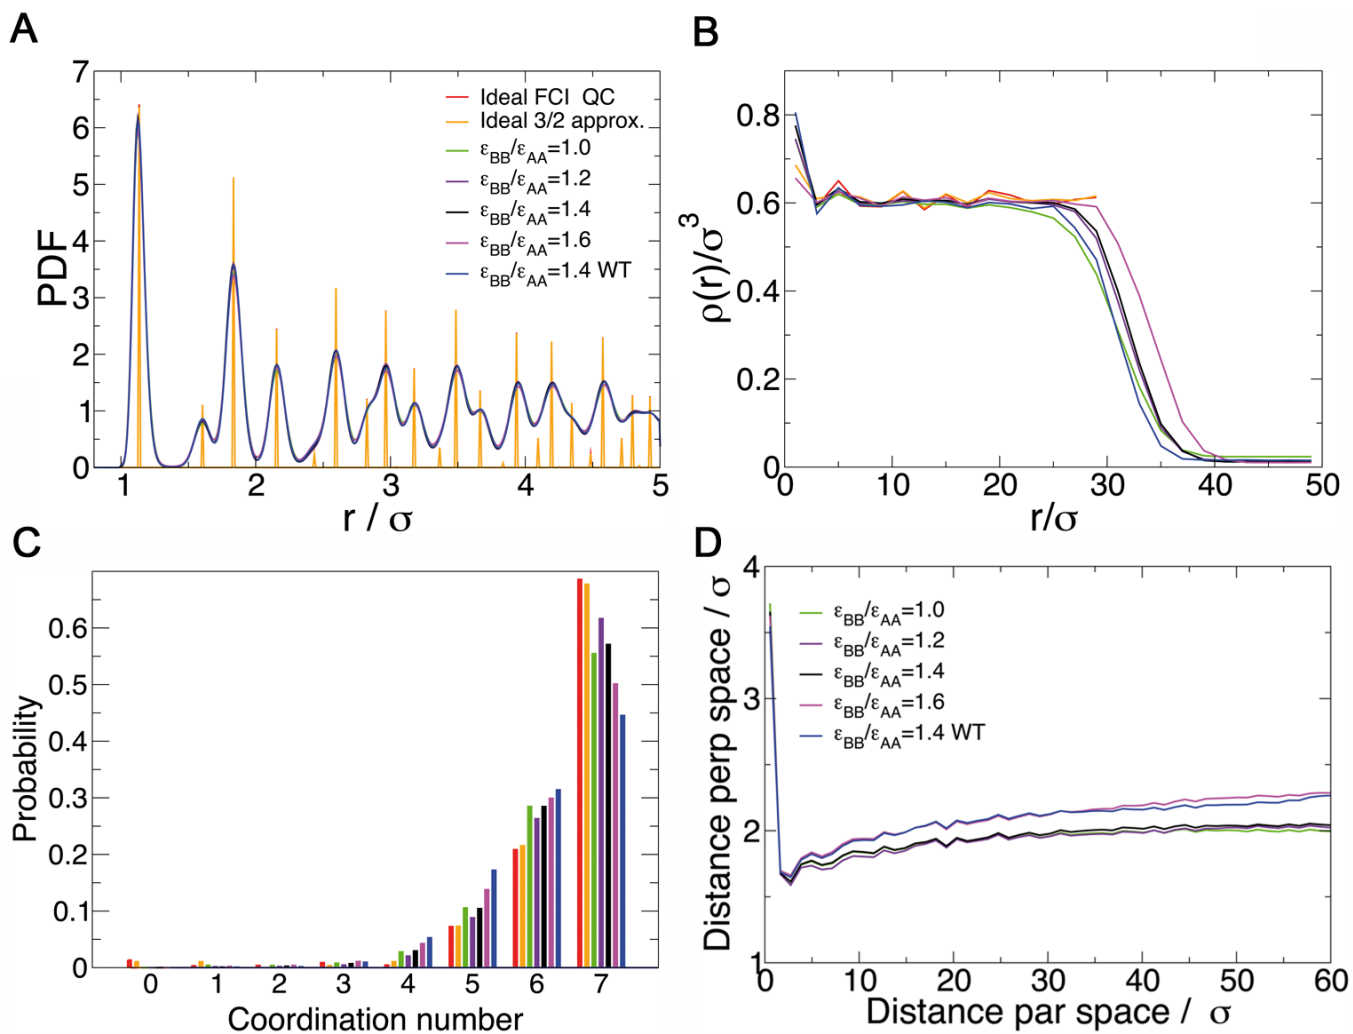 A
7
6
5
4
3
2
1
0
PDF
1 2 3 4 5
r / σ
Ideal FCI QC
Ideal 3/2 approx.
εBB/εAA=1.0
εBB/εAA=1.2
εBB/εAA=1.4
εBB/εAA=1.6
εBB/εAA=1.4 WT
B
0.8
0.6
0.4
0.2
0
ρ(r)/σ³
0 10 20 30 40 50
r/σ
C
0.6
0.5
0.4
0.3
0.2
0.1
0
Probability
0 1 2 3 4 5 6 7
Coordination number
D
4
3
2
1
Distance perp space / σ
εBB/εAA=1.0
εBB/εAA=1.2
εBB/εAA=1.4
εBB/εAA=1.6
εBB/εAA=1.4 WT
0 10 20 30 40 50 60
Distance par space / σ